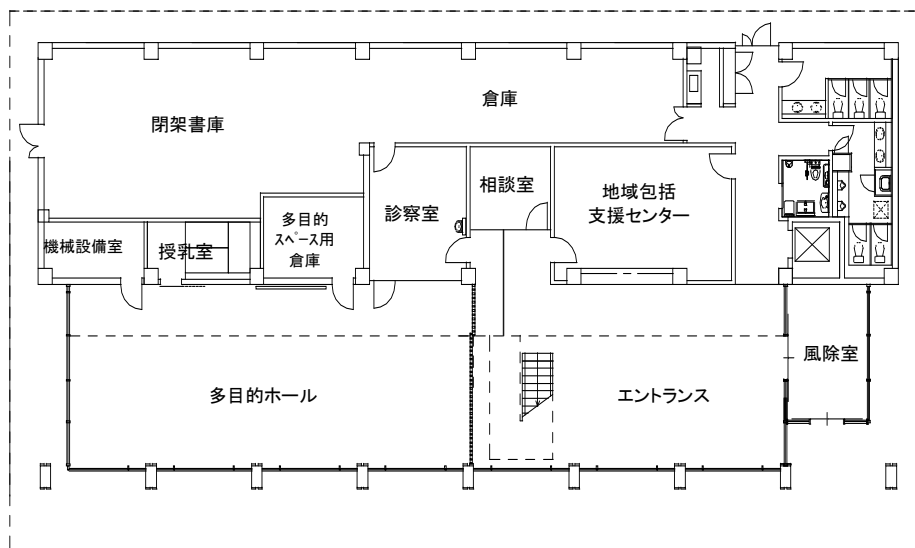 倉庫
閉架書庫
相談室
地域包括
支援センター
診察室
多目的
スペース用
倉庫
機械設備室
授乳室
風除室
多目的ホール
エントランス